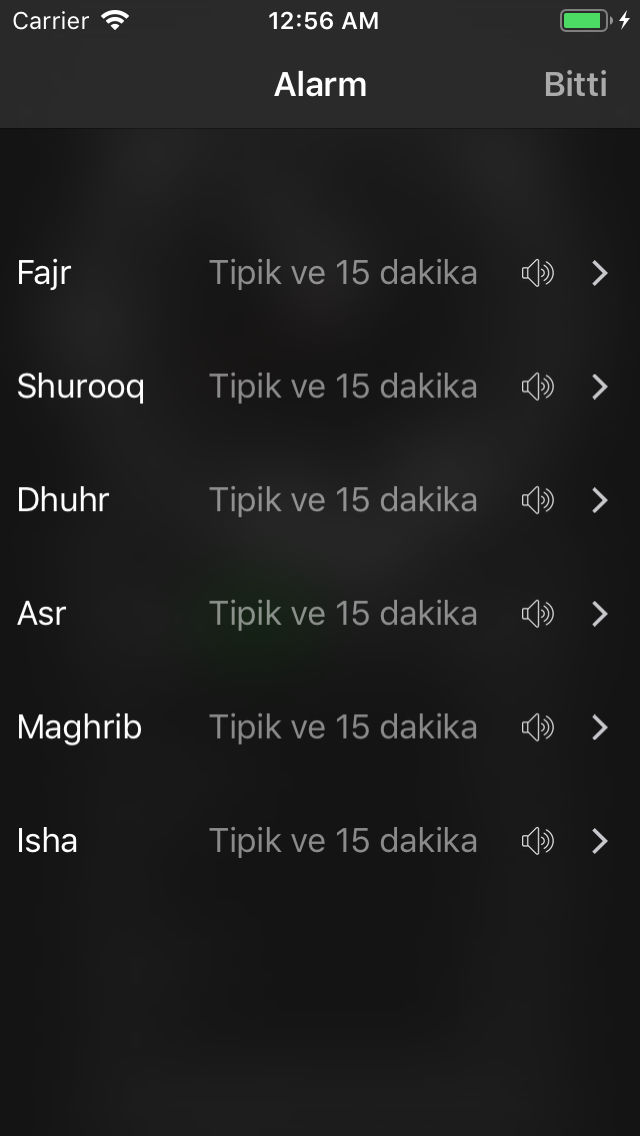 Carrier 12:56 AM
Alarm Bitti
Fajr Tipik ve 15 dakika
Shurooq Tipik ve 15 dakika
Dhuhr Tipik ve 15 dakika
Asr Tipik ve 15 dakika
Maghrib Tipik ve 15 dakika
Isha Tipik ve 15 dakika